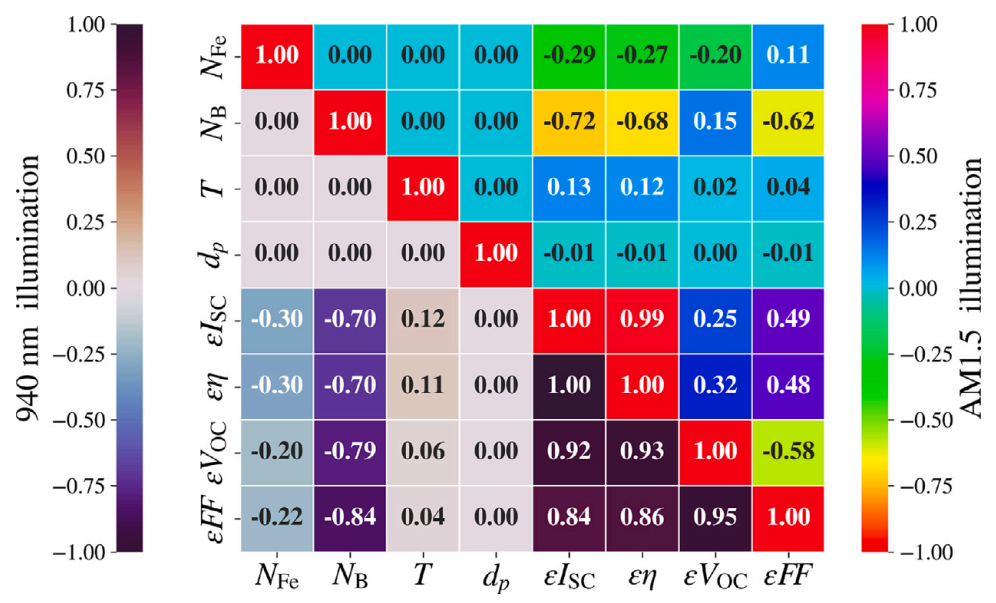 1.00
0.75
0.50
0.25
0.00
−0.25
−0.50
−0.75
−1.00
940 nm illumination
N_Fe 1.00 0.00 0.00 0.00 -0.29 -0.27 -0.20 0.11
N_B 0.00 1.00 0.00 0.00 -0.72 -0.68 0.15 -0.62
T 0.00 0.00 1.00 0.00 0.13 0.12 0.02 0.04
d_p 0.00 0.00 0.00 1.00 -0.01 -0.01 0.00 -0.01
εI_SC -0.30 -0.70 0.12 0.00 1.00 0.99 0.25 0.49
εη -0.30 -0.70 0.11 0.00 1.00 1.00 0.32 0.48
εV_OC -0.20 -0.79 0.06 0.00 0.92 0.93 1.00 -0.58
εFF -0.22 -0.84 0.04 0.00 0.84 0.86 0.95 1.00
N_Fe N_B T d_p εI_SC εη εV_OC εFF
1.00
0.75
0.50
0.25
0.00
−0.25
−0.50
−0.75
−1.00
AM1.5 illumination